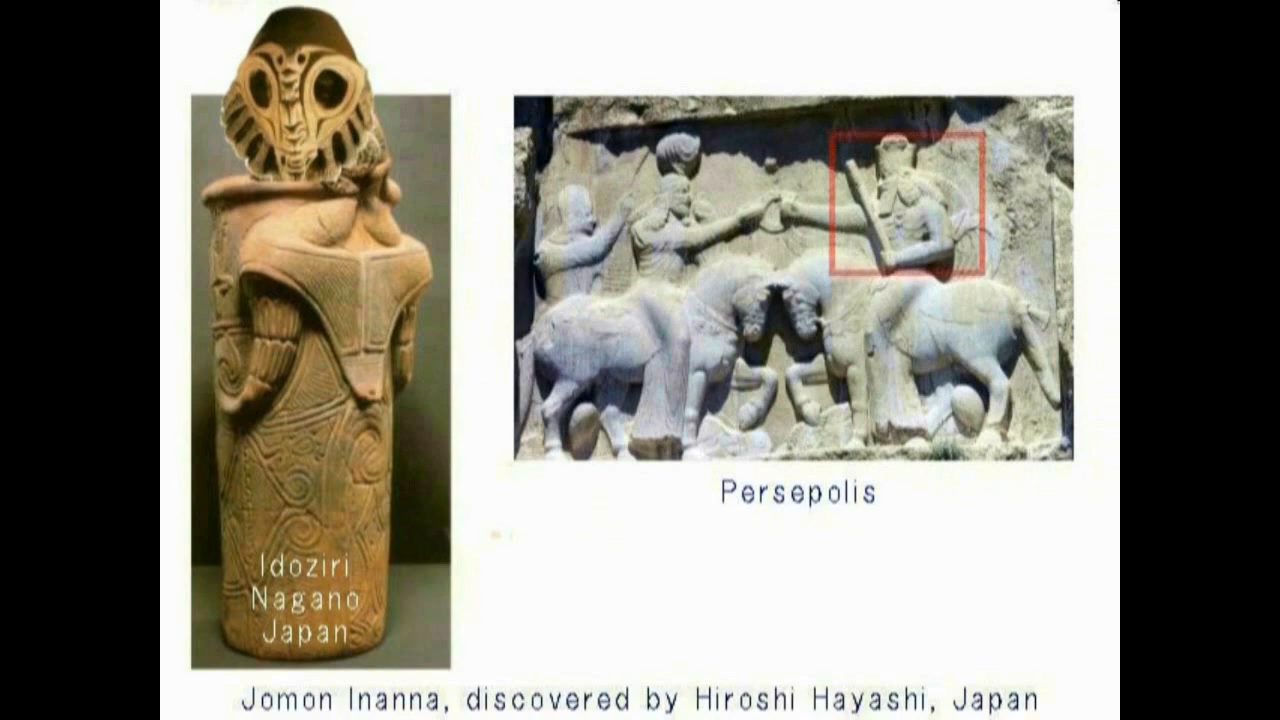 Idoziri
Nagano
Japan
Persepolis
Jomon Inanna, discovered by Hiroshi Hayashi, Japan